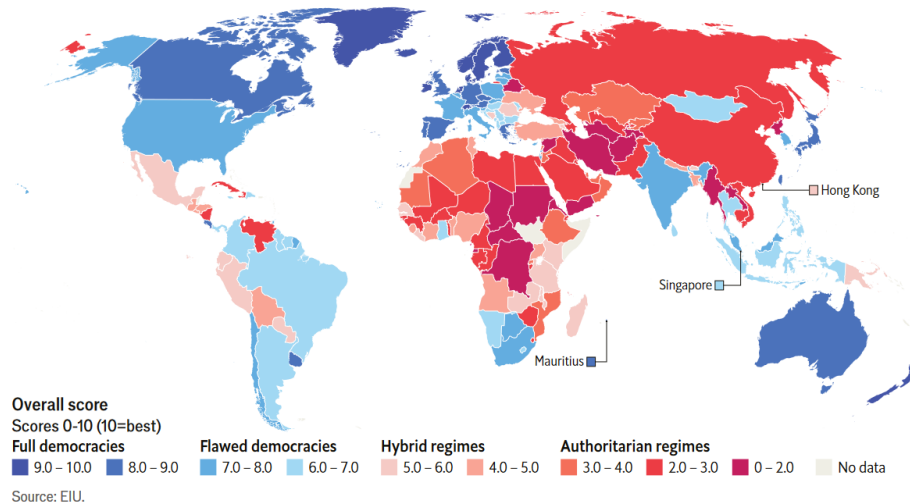 Hong Kong
Singapore
Mauritius
Overall score
Scores 0-10 (10=best)
Full democracies Flawed democracies Hybrid regimes Authoritarian regimes
9.0 – 10.0 8.0 – 9.0 7.0 – 8.0 6.0 – 7.0 5.0 – 6.0 4.0 – 5.0 3.0 – 4.0 2.0 – 3.0 0 – 2.0 No data
Source: EIU.